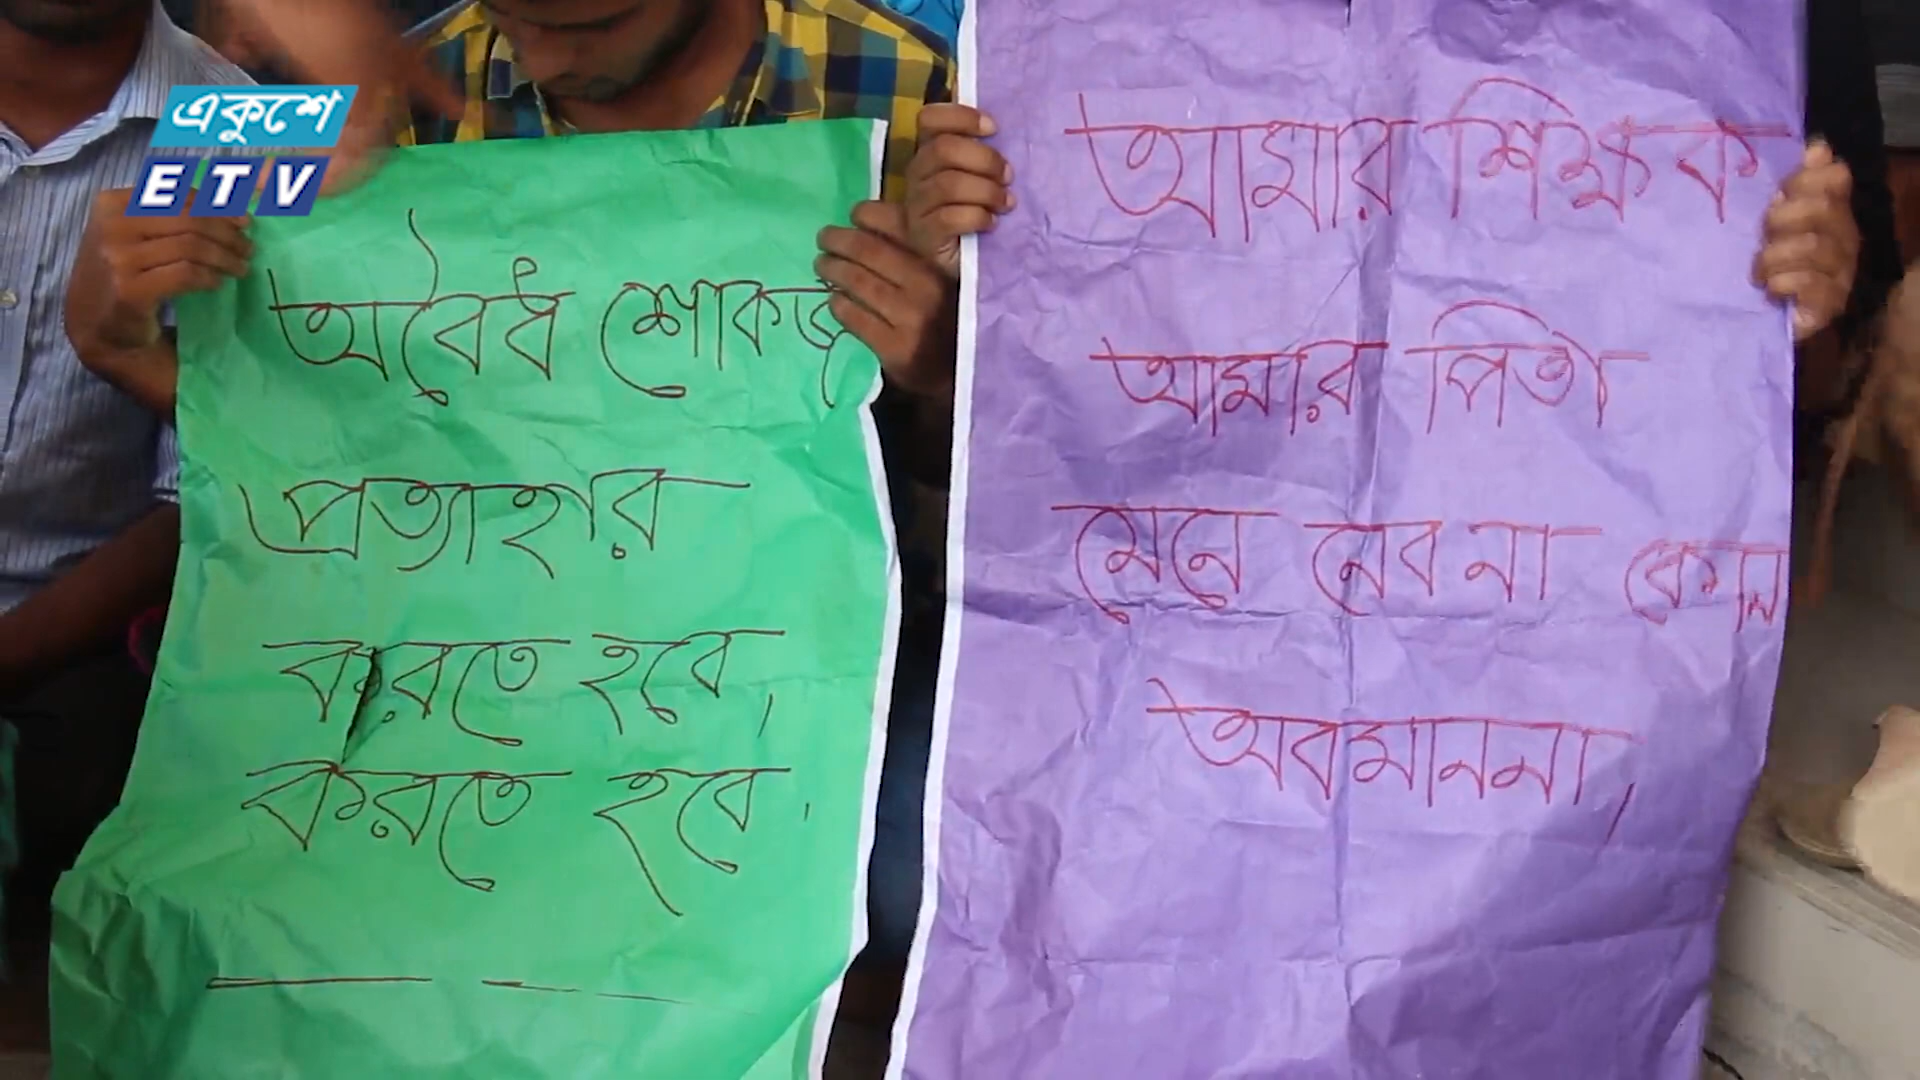 একুশে
ETV
অবৈধ শোকজ
প্রত্যাহার
করতে হবে,
করতে হবে।
আমার শিক্ষক
আমার পিতা
মেনে নেব না কোন
অবমাননা,